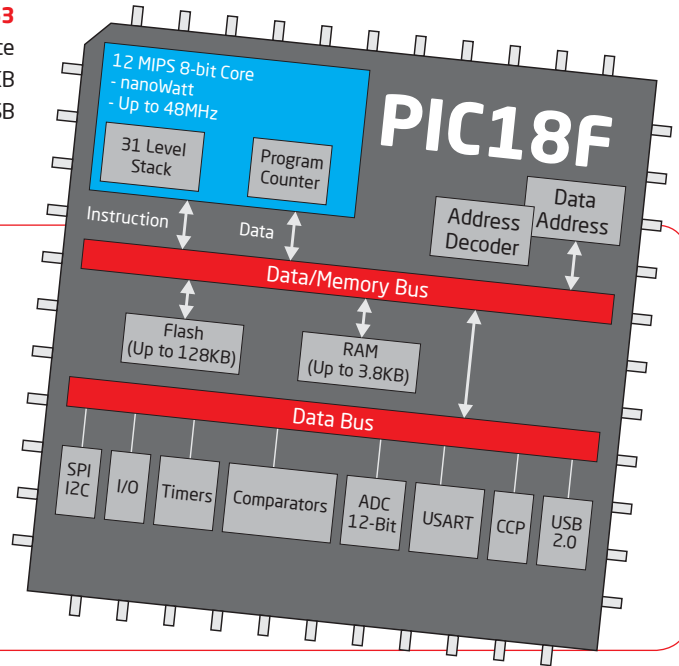 12 MIPS 8-bit Core
- nanoWatt
- Up to 48MHz
PIC18F
31 Level
Stack
Program
Counter
Data
Address
Address
Decoder
Instruction
Data
Data/Memory Bus
Flash
(Up to 128KB)
RAM
(Up to 3.8KB)
Data Bus
SPI
I2C
I/O
Timers
Comparators
ADC
12-Bit
USART
CCP
USB
2.0